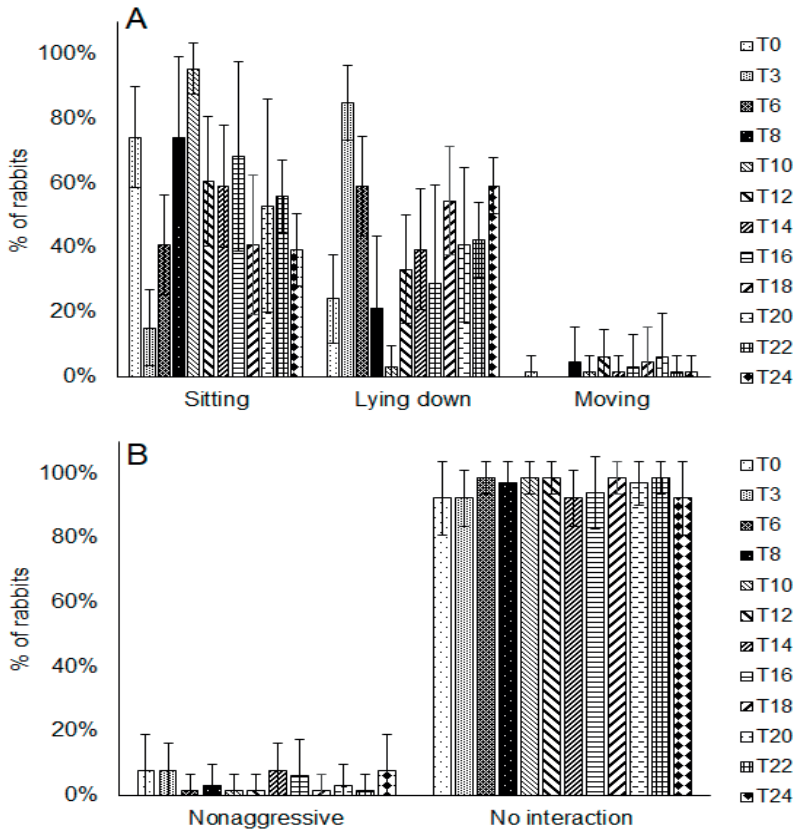 A
% of rabbits
100%
80%
60%
40%
20%
0%
Sitting
Lying down
Moving
T0
T3
T6
T8
T10
T12
T14
T16
T18
T20
T22
T24
B
% of rabbits
100%
80%
60%
40%
20%
0%
Nonaggressive
No interaction
T0
T3
T6
T8
T10
T12
T14
T16
T18
T20
T22
T24